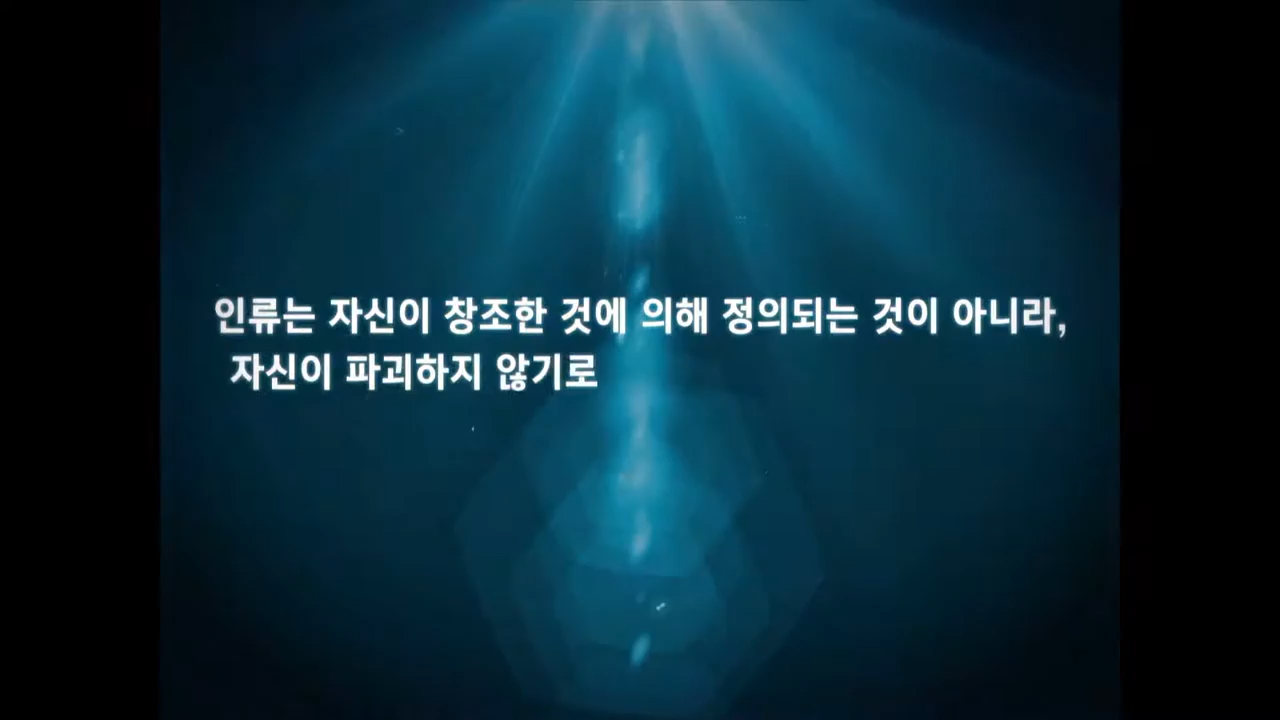 인류는 자신이 창조한 것에 의해 정의되는 것이 아니라,
자신이 파괴하지 않기로